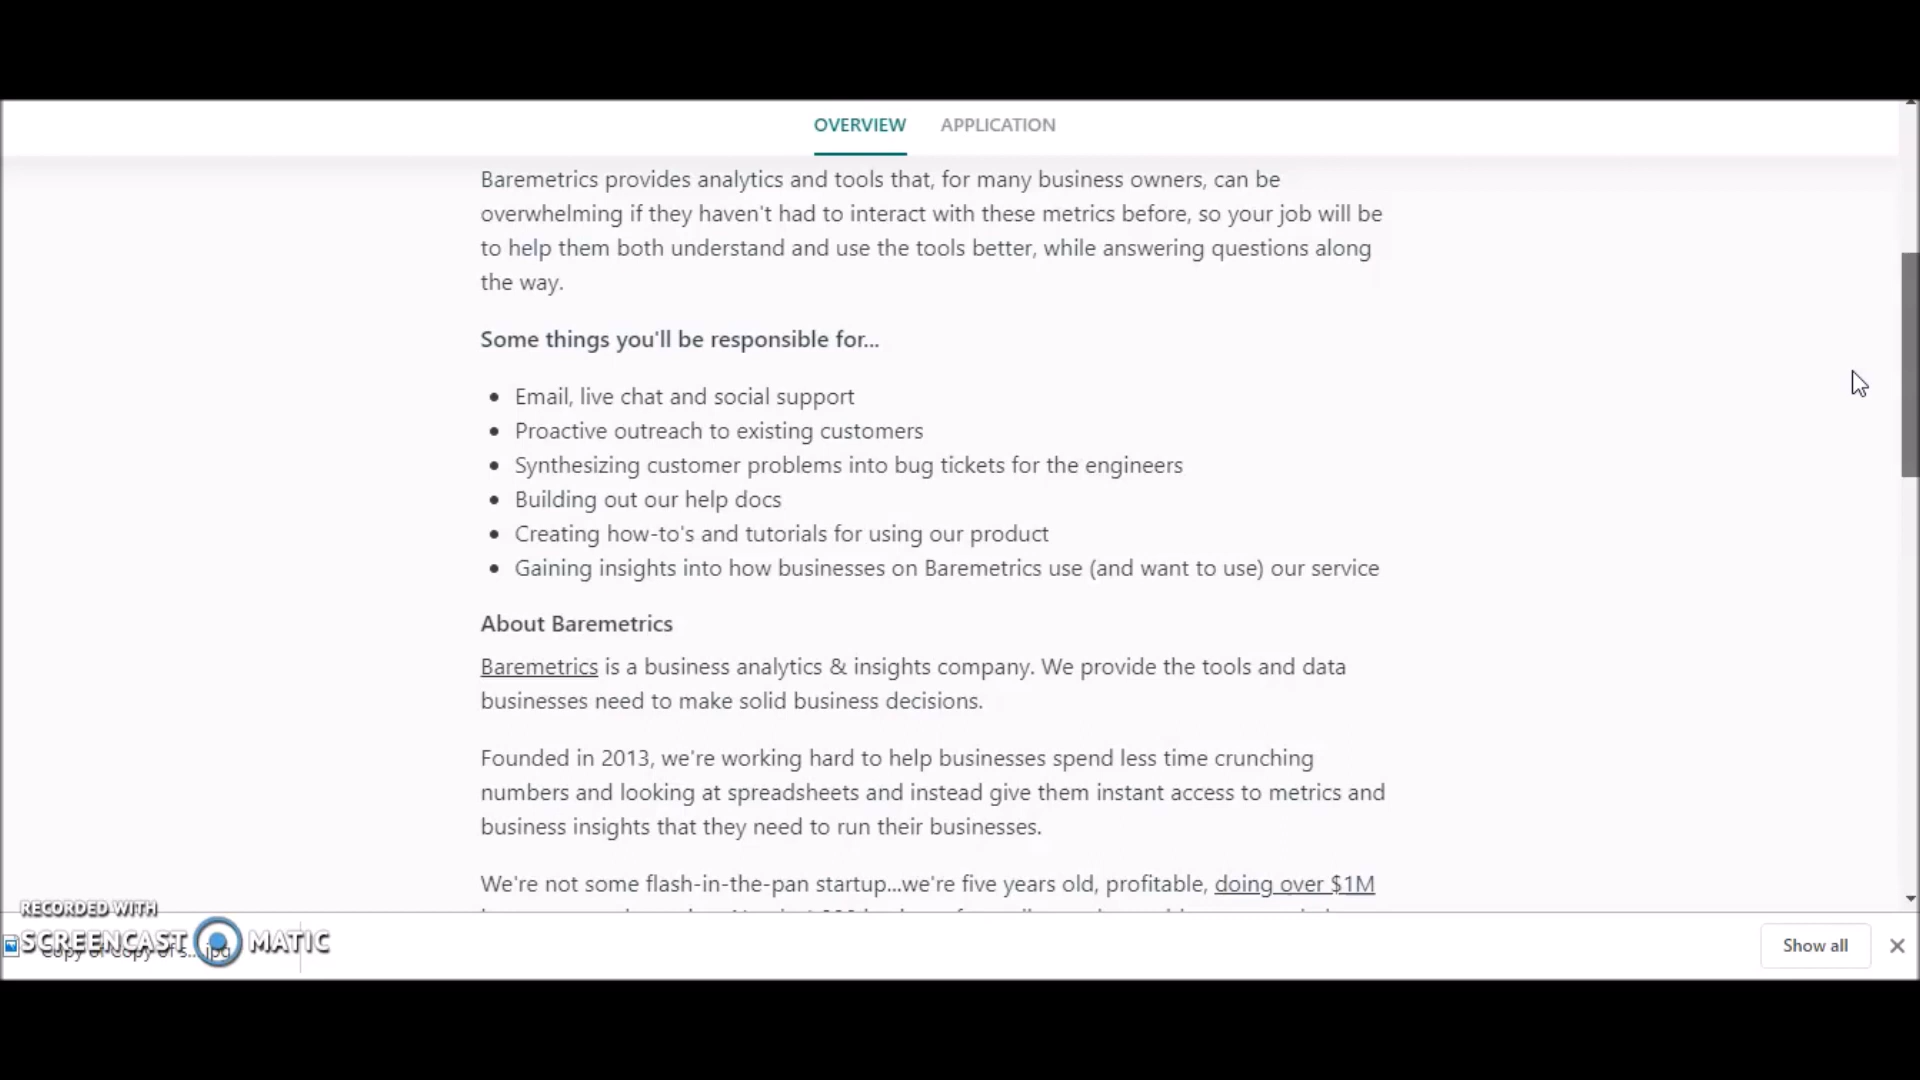 OVERVIEW APPLICATION
Baremetrics provides analytics and tools that, for many business owners, can be
overwhelming if they haven't had to interact with these metrics before, so your job will be
to help them both understand and use the tools better, while answering questions along
the way.
Some things you'll be responsible for...
Email, live chat and social support
Proactive outreach to existing customers
Synthesizing customer problems into bug tickets for the engineers
Building out our help docs
Creating how-to's and tutorials for using our product
Gaining insights into how businesses on Baremetrics use (and want to use) our service
About Baremetrics
Baremetrics is a business analytics & insights company. We provide the tools and data
businesses need to make solid business decisions.
Founded in 2013, we're working hard to help businesses spend less time crunching
numbers and looking at spreadsheets and instead give them instant access to metrics and
business insights that they need to run their businesses.
We're not some flash-in-the-pan startup...we're five years old, profitable, doing over $1M
RECORDED WITH
SCREENCAST MATIC
Copy of Copy of s....jpg
Show all